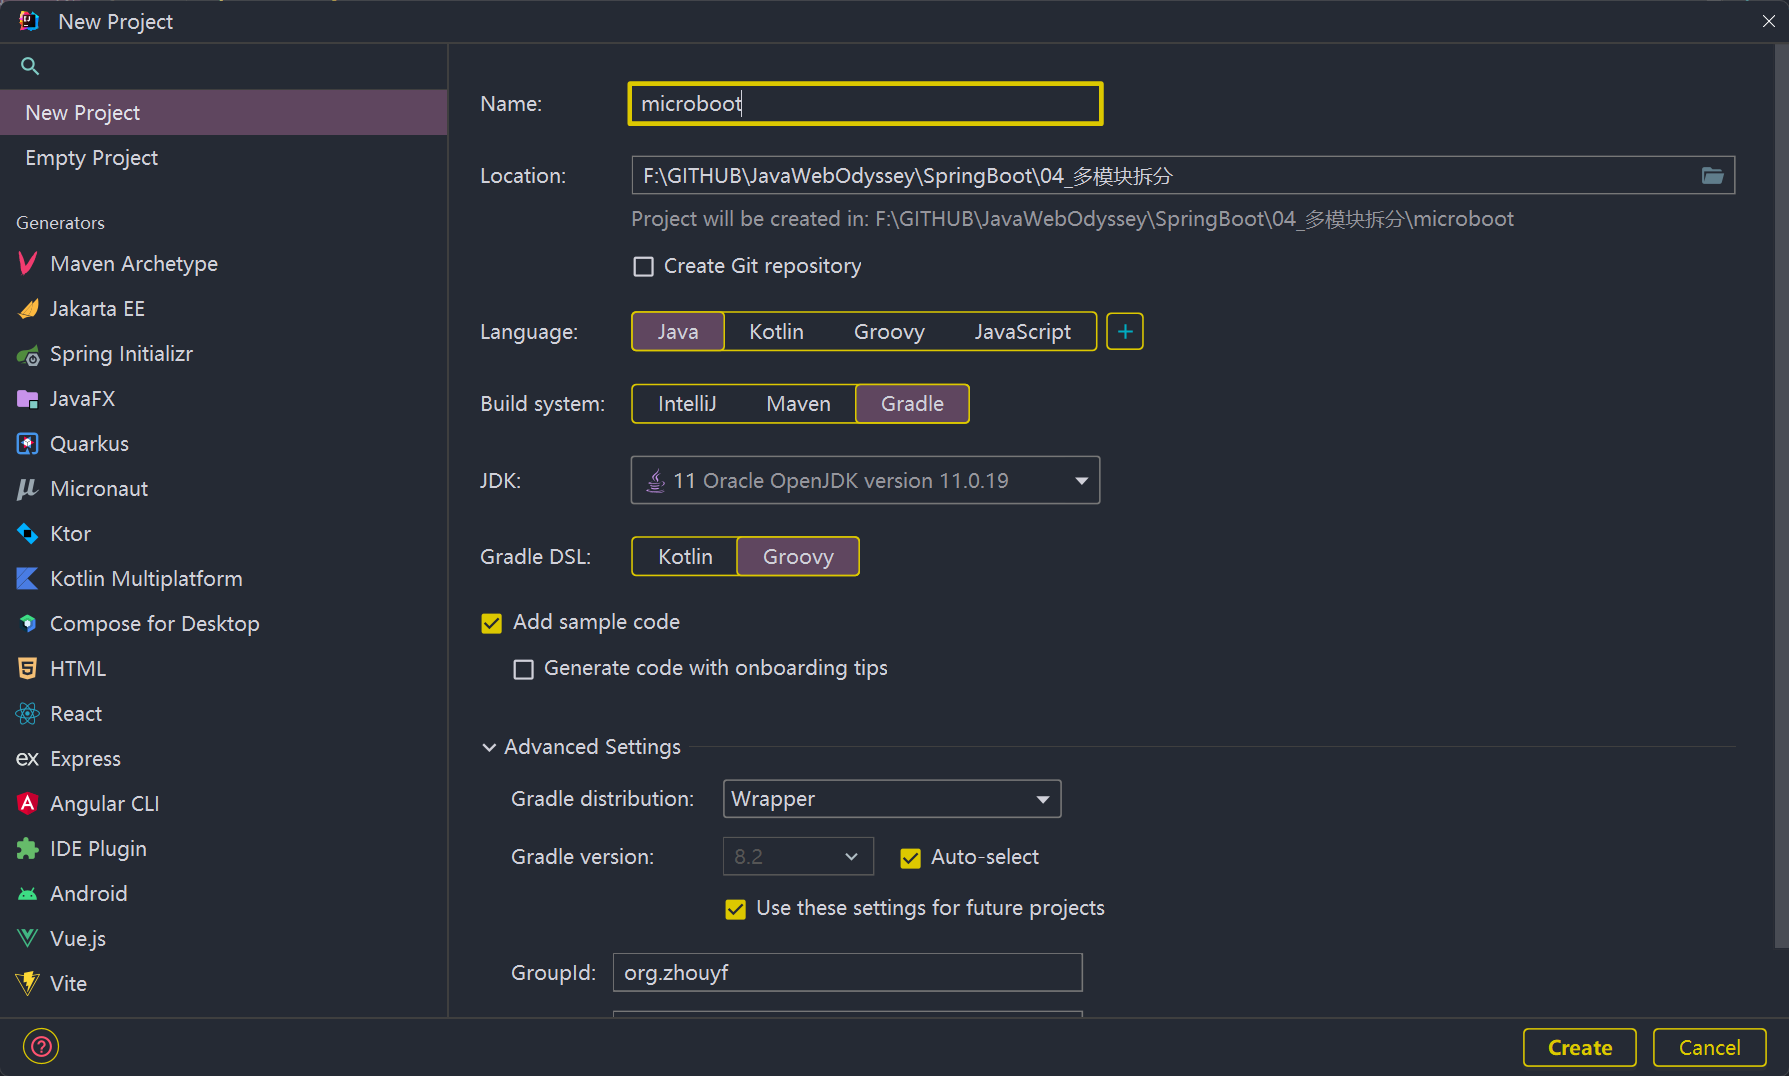 New Project
New Project
Empty Project
Generators
Maven Archetype
Jakarta EE
Spring Initializr
JavaFX
Quarkus
Micronaut
Ktor
Kotlin Multiplatform
Compose for Desktop
HTML
React
ex Express
Angular CLI
IDE Plugin
Android
Vue.js
Vite
Name: microboot
Location: F:\GITHUB\JavaWebOdyssey\SpringBoot\04_多模块拆分
Project will be created in: F:\GITHUB\JavaWebOdyssey\SpringBoot\04_多模块拆分\microboot
Create Git repository
Language: Java Kotlin Groovy JavaScript +
Build system: IntelliJ Maven Gradle
JDK: 11 Oracle OpenJDK version 11.0.19
Gradle DSL: Kotlin Groovy
Add sample code
Generate code with onboarding tips
Advanced Settings
Gradle distribution: Wrapper
Gradle version: 8.2 Auto-select
Use these settings for future projects
GroupId: org.zhouyf
? Create Cancel